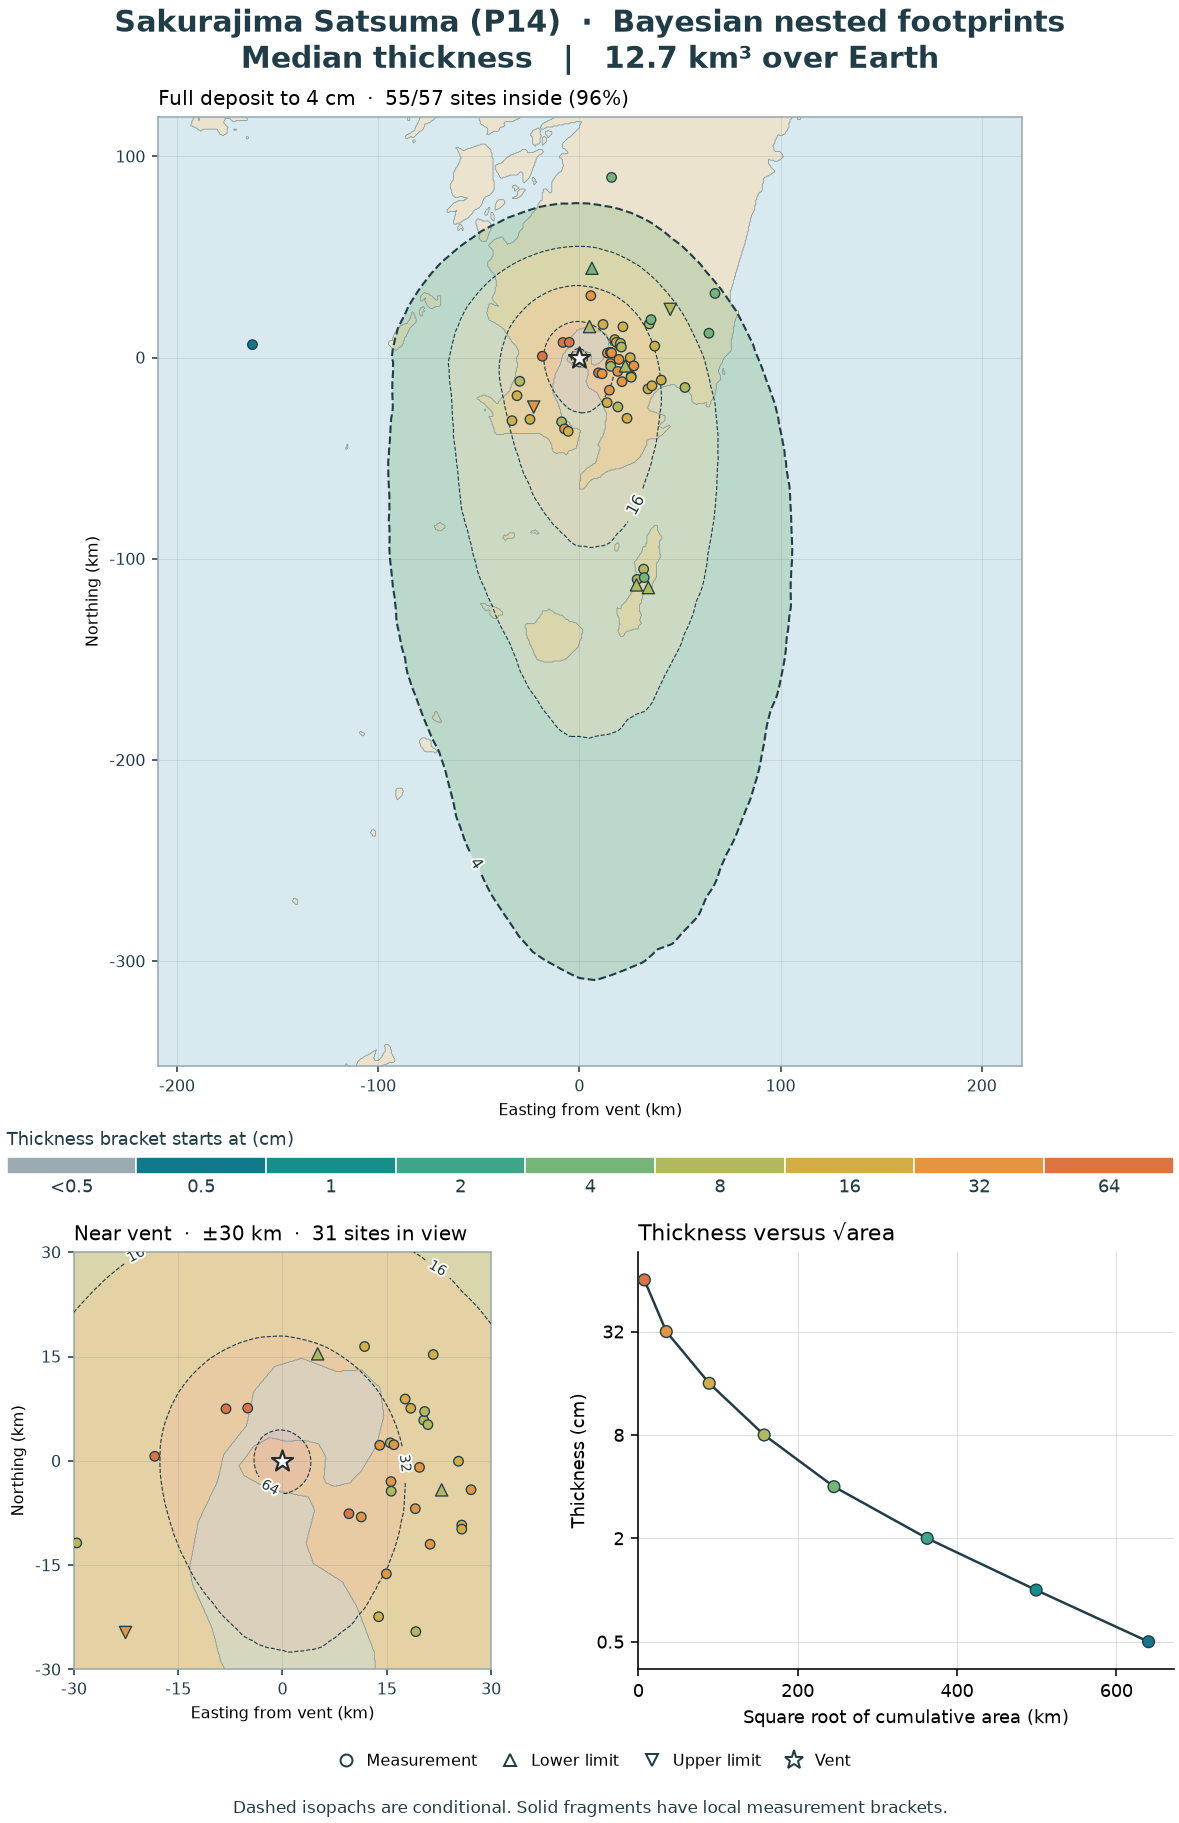 Sakurajima Satsuma (P14)  ·  Bayesian nested footprints
Median thickness   |   12.7 km³ over Earth
Full deposit to 4 cm  ·  55/57 sites inside (96%)
100
0
-100
-200
-300
Northing (km)
16
4
-200
-100
0
100
200
Easting from vent (km)
Thickness bracket starts at (cm)
<0.5
0.5
1
2
4
8
16
32
64
Near vent  ·  ±30 km  ·  31 sites in view
30
15
0
-15
-30
Northing (km)
16
16
32
64
-30
-15
0
15
30
Easting from vent (km)
Thickness versus √area
32
8
2
0.5
Thickness (cm)
0
200
400
600
Square root of cumulative area (km)
Measurement
Lower limit
Upper limit
Vent
Dashed isopachs are conditional. Solid fragments have local measurement brackets.